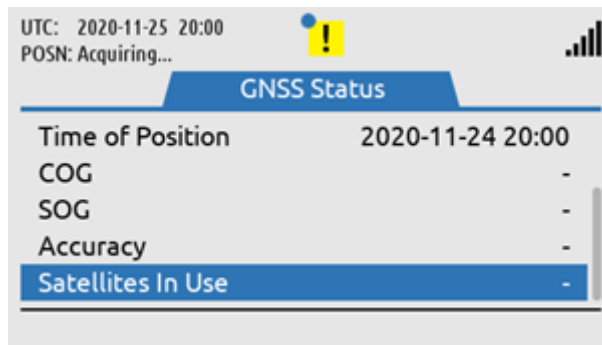 UTC: 2020-11-25 20:00
POSN: Acquiring...
!
GNSS Status
Time of Position 2020-11-24 20:00
COG -
SOG -
Accuracy -
Satellites In Use -